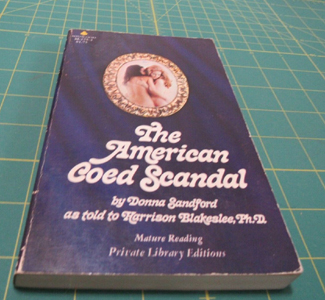 The
American
Coed Scandal
by Donna Sandford
as told to Harrison Blakeslee, Ph.D.
Mature Reading
Private Library Editions